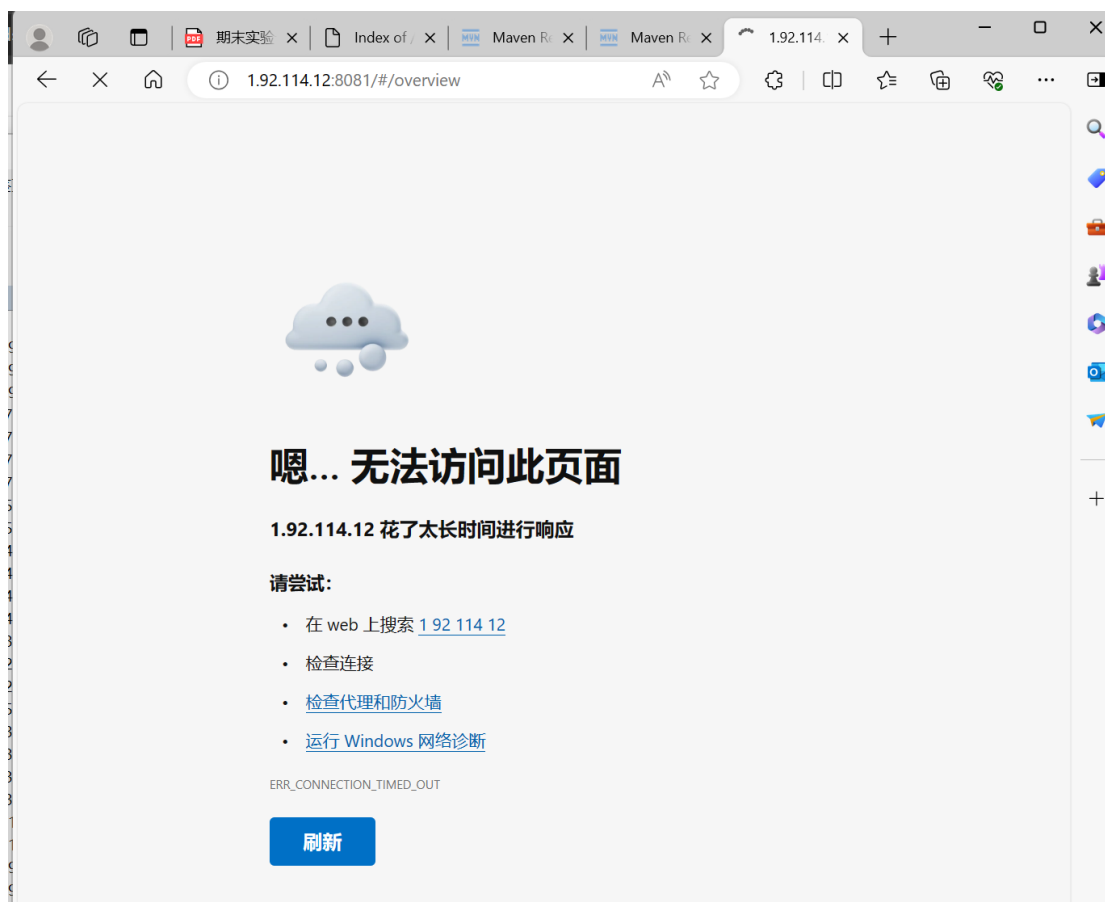 期末实验
Index of /
Maven Re
Maven Re
1.92.114.
1.92.114.12:8081/#/overview
嗯... 无法访问此页面
1.92.114.12 花了太长时间进行响应
请尝试：
• 在 web 上搜索 1 92 114 12
• 检查连接
• 检查代理和防火墙
• 运行 Windows 网络诊断
ERR_CONNECTION_TIMED_OUT
刷新